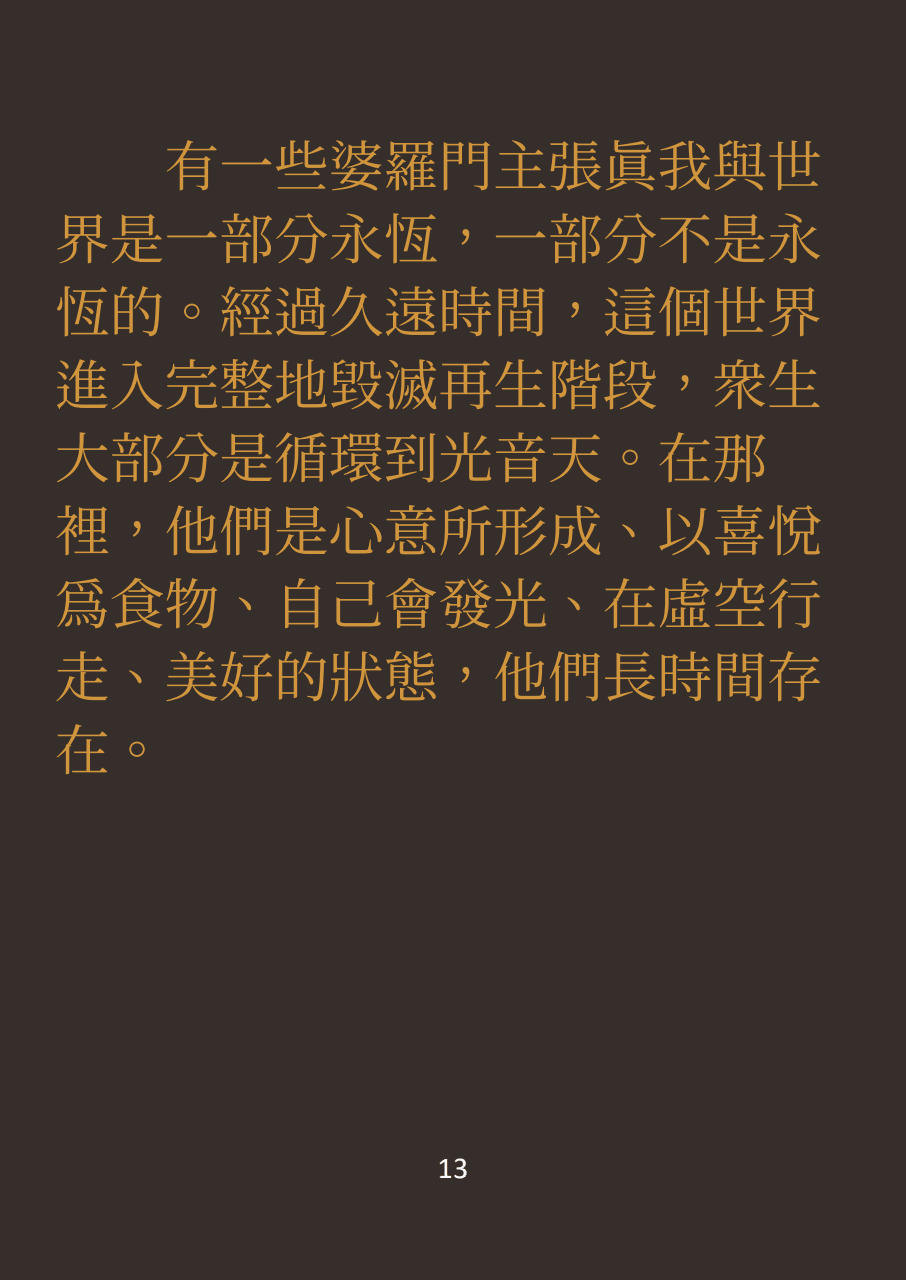 有一些婆羅門主張眞我與世
界是一部分永恆，一部分不是永
恆的。經過久遠時間，這個世界
進入完整地毀滅再生階段，衆生
大部分是循環到光音天。在那
裡，他們是心意所形成、以喜悅
爲食物、自己會發光、在虛空行
走、美好的狀態，他們長時間存
在。
13